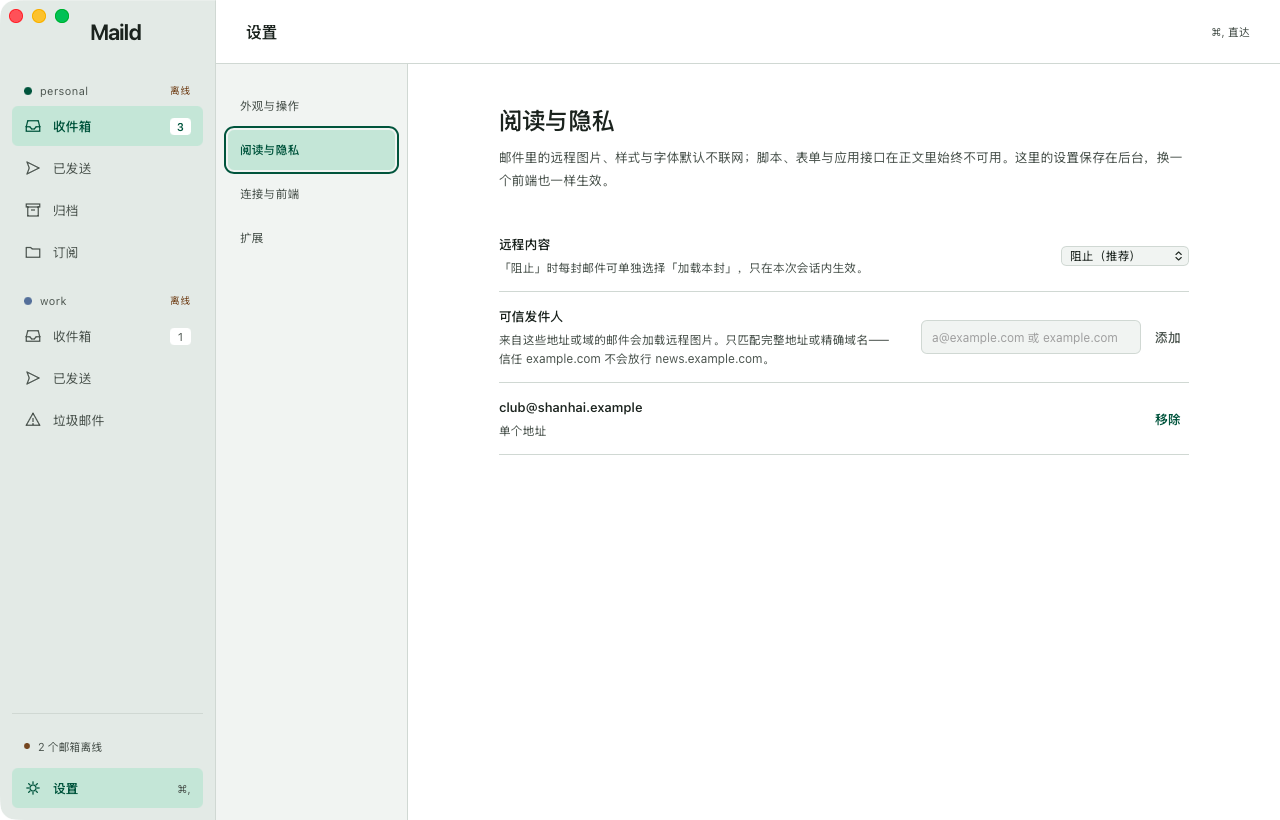 Maild
设置
⌘, 直达
personal
离线
收件箱
3
已发送
归档
订阅
work
离线
收件箱
1
已发送
垃圾邮件
2 个邮箱离线
设置
⌘,
外观与操作
阅读与隐私
连接与前端
扩展
阅读与隐私
邮件里的远程图片、样式与字体默认不联网；脚本、表单与应用接口在正文里始终不可用。这里的设置保存在后台，换一
个前端也一样生效。
远程内容
「阻止」时每封邮件可单独选择「加载本封」，只在本次会话内生效。
阻止（推荐）
可信发件人
来自这些地址或域的邮件会加载远程图片。只匹配完整地址或精确域名——
信任 example.com 不会放行 news.example.com。
a@example.com 或 example.com
添加
club@shanhai.example
单个地址
移除